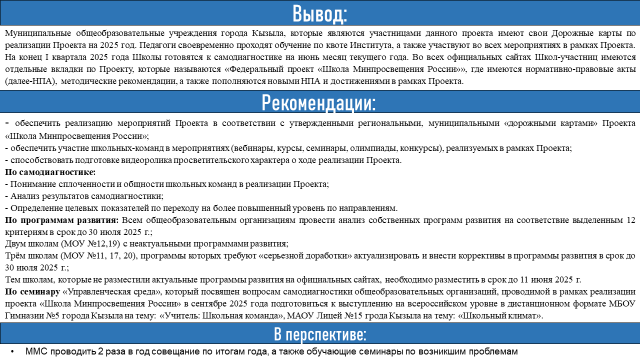 Вывод:
Муниципальные общеобразовательные учреждения города Кызыла, которые являются участниками данного проекта имеют свои Дорожные карты по
реализации Проекта на 2025 год. Педагоги своевременно проходят обучение по квоте Института, а также участвуют во всех мероприятиях в рамках Проекта.
На конец I квартала 2025 года Школы готовятся к самодиагностике на июнь месяц текущего года. Во всех официальных сайтах Школ-участниц имеются
отдельные вкладки по Проекту, которые называются «Федеральный проект «Школа Минпросвещения России»», где имеются нормативно-правовые акты
(далее-НПА), методические рекомендации, а также пополняются новыми НПА и достижениями в рамках Проекта.
Рекомендации:
- обеспечить реализацию мероприятий Проекта в соответствии с утвержденными региональными, муниципальными «дорожными картами» Проекта
«Школа Минпросвещения России»;
- обеспечить участие школьных-команд в мероприятиях (вебинары, курсы, семинары, олимпиады, конкурсы), реализуемых в рамках Проекта;
- способствовать подготовке видеоролика просветительского характера о ходе реализации Проекта.
По самодиагностике:
- Понимание сплоченности и общности школьных команд в реализации Проекта;
- Анализ результатов самодиагностики;
- Определение целевых показателей по переходу на более повышенный уровень по направлениям.
По программам развития: Всем общеобразовательным организациям провести анализ собственных программ развития на соответствие выделенным 12
критериям в срок до 30 июля 2025 г.;
Двум школам (МОУ №12,19) с неактуальными программами развития;
Трём школам (МОУ №11, 17, 20), программы которых требуют «серьезной доработки» актуализировать и внести коррективы в программы развития в срок до
30 июля 2025 г.;
Тем школам, которые не разместили актуальные программы развития на официальных сайтах, необходимо разместить в срок до 11 июня 2025 г.
По семинару «Управленческая среда», который посвящен вопросам самодиагностики общеобразовательных организаций, проводимой в рамках реализации
проекта «Школа Минпросвещения России» в сентябре 2025 года подготовиться к выступлению на всероссийском уровне в дистанционном формате МБОУ
Гимназии №5 города Кызыла на тему: «Учитель: Школьная команда», МАОУ Лицей №15 города Кызыла на тему: «Школьный климат».
В перспективе:
• ММС проводить 2 раза в год совещание по итогам года, а также обучающие семинары по возникшим проблемам